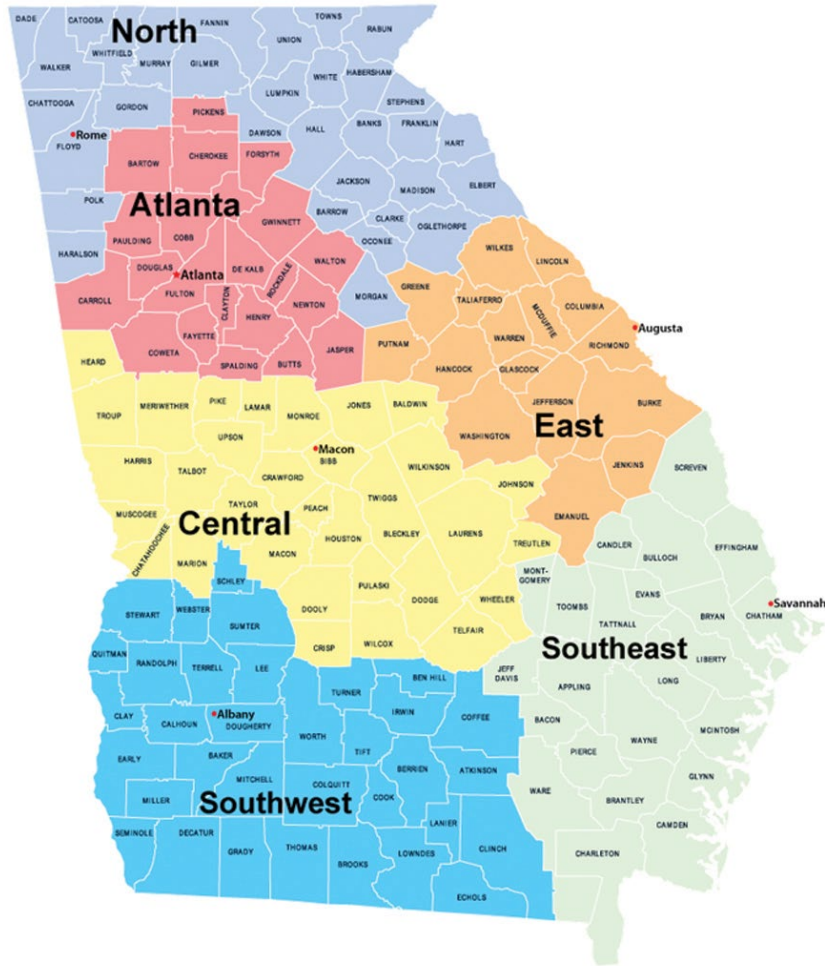 DADE
CATOOSA
North
FANNIN
TOWNS
RABUN
UNION
WHITFIELD
WALKER
MURRAY
GILMER
WHITE
HABERSHAM
LUMPKIN
STEPHENS
CHATTOOGA
GORDON
PICKENS
DAWSON
HALL
BANKS
FRANKLIN
HART
Rome
FLOYD
BARTOW
CHEROKEE
FORSYTH
JACKSON
MADISON
ELBERT
POLK
Atlanta
BARROW
CLARKE
OGLETHORPE
GWINNETT
PAULDING
COBB
OCONEE
HARALSON
WALTON
WILKES
LINCOLN
DOUGLAS
Atlanta
DE KALB
ROCKDALE
CARROLL
FULTON
CLAYTON
NEWTON
MORGAN
GREENE
TALIAFERRO
MCDUFFIE
COLUMBIA
HENRY
FAYETTE
Augusta
COWETA
SPALDING
BUTTS
JASPER
PUTNAM
WARREN
RICHMOND
HEARD
HANCOCK
GLASCOCK
TROUP
MERIWETHER
PIKE
LAMAR
MONROE
JONES
BALDWIN
JEFFERSON
BURKE
East
UPSON
WASHINGTON
Macon
BIBB
HARRIS
TALBOT
CRAWFORD
WILKINSON
JENKINS
SCREVEN
JOHNSON
TAYLOR
PEACH
TWIGGS
MUSCOGEE
Central
EMANUEL
CHATAHOOCHEE
MARION
MACON
HOUSTON
BLECKLEY
LAURENS
TREUTLEN
CANDLER
BULLOCH
EFFINGHAM
SCHLEY
MONT-
GOMERY
PULASKI
DODGE
WHEELER
TOOMBS
EVANS
STEWART
WEBSTER
SUMTER
DOOLY
TATTNALL
BRYAN
Savannah
CHATHAM
TELFAIR
Southeast
QUITMAN
RANDOLPH
TERRELL
LEE
CRISP
WILCOX
LIBERTY
BEN HILL
JEFF
DAVIS
APPLING
LONG
TURNER
CLAY
CALHOUN
Albany
DOUGHERTY
IRWIN
COFFEE
BACON
MCINTOSH
WORTH
WAYNE
EARLY
BAKER
TIFT
PIERCE
MITCHELL
BERRIEN
ATKINSON
GLYNN
COLQUITT
WARE
MILLER
Southwest
COOK
BRANTLEY
SEMINOLE
DECATUR
LANIER
CAMDEN
GRADY
THOMAS
BROOKS
LOWNDES
CLINCH
CHARLETON
ECHOLS